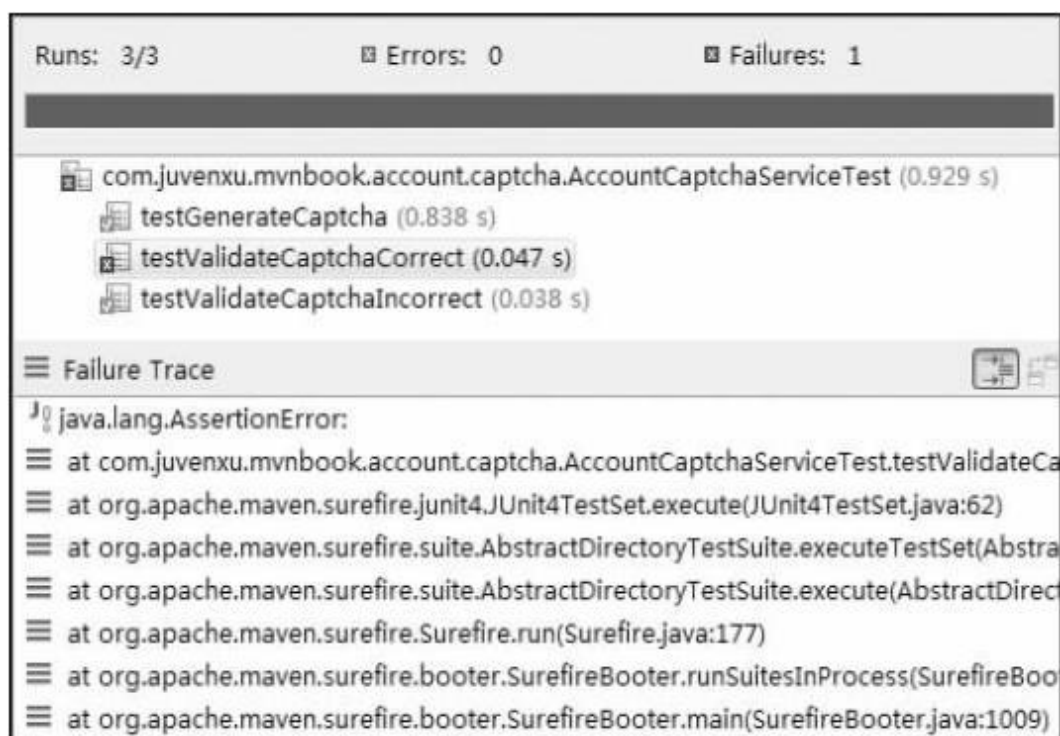 Runs: 3/3 Errors: 0 Failures: 1
com.juvenxu.mvnbook.account.captcha.AccountCaptchaServiceTest (0.929 s)
testGenerateCaptcha (0.838 s)
testValidateCaptchaCorrect (0.047 s)
testValidateCaptchaIncorrect (0.038 s)
Failure Trace
java.lang.AssertionError:
at com.juvenxu.mvnbook.account.captcha.AccountCaptchaServiceTest.testValidateCa
at org.apache.maven.surefire.junit4.JUnit4TestSet.execute(JUnit4TestSet.java:62)
at org.apache.maven.surefire.suite.AbstractDirectoryTestSuite.executeTestSet(Abstra
at org.apache.maven.surefire.suite.AbstractDirectoryTestSuite.execute(AbstractDirect
at org.apache.maven.surefire.Surefire.run(Surefire.java:177)
at org.apache.maven.surefire.booter.SurefireBooter.runSuitesInProcess(SurefireBoo
at org.apache.maven.surefire.booter.SurefireBooter.main(SurefireBooter.java:1009)